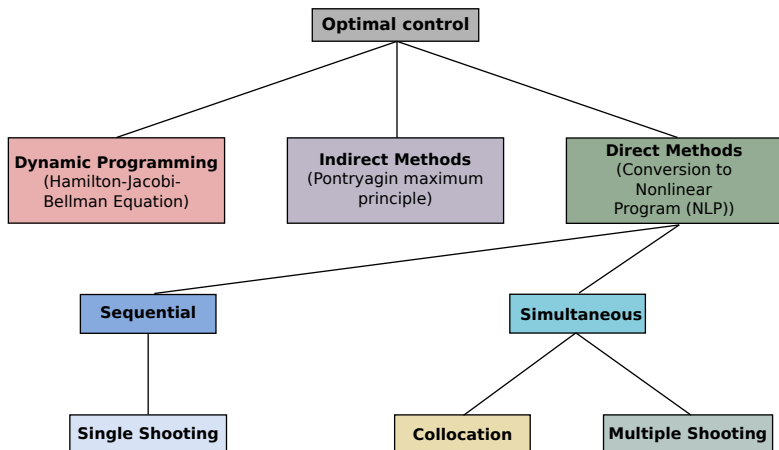 Optimal control
Dynamic Programming
(Hamilton-Jacobi-
Bellman Equation)
Indirect Methods
(Pontryagin maximum
principle)
Direct Methods
(Conversion to
Nonlinear
Program (NLP))
Sequential
Simultaneous
Single Shooting
Collocation
Multiple Shooting